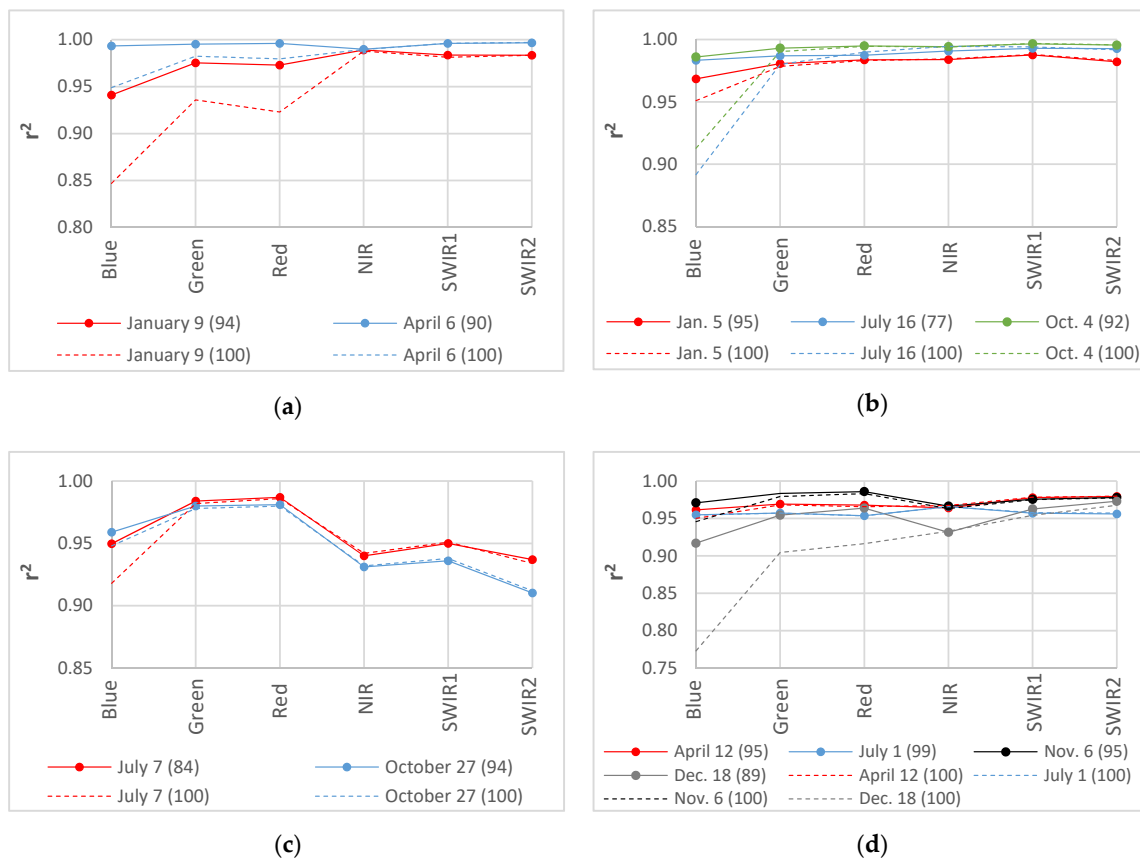 1.00
0.95
0.90
0.85
0.80
r²
Blue
Green
Red
NIR
SWIR1
SWIR2
January 9 (94)
April 6 (90)
January 9 (100)
April 6 (100)
(a)
1.00
0.95
0.90
0.85
r²
Blue
Green
Red
NIR
SWIR1
SWIR2
Jan. 5 (95)
July 16 (77)
Oct. 4 (92)
Jan. 5 (100)
July 16 (100)
Oct. 4 (100)
(b)
1.00
0.95
0.90
0.85
r²
Blue
Green
Red
NIR
SWIR1
SWIR2
July 7 (84)
October 27 (94)
July 7 (100)
October 27 (100)
(c)
1.00
0.95
0.90
0.85
0.80
0.75
r²
Blue
Green
Red
NIR
SWIR1
SWIR2
April 12 (95)
July 1 (99)
Nov. 6 (95)
Dec. 18 (89)
April 12 (100)
July 1 (100)
Nov. 6 (100)
Dec. 18 (100)
(d)